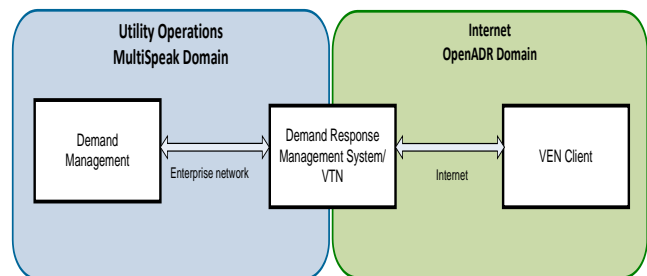 Utility Operations
MultiSpeak Domain
Internet
OpenADR Domain
Demand
Management
Enterprise network
Demand Response
Management System/
VTN
Internet
VEN Client